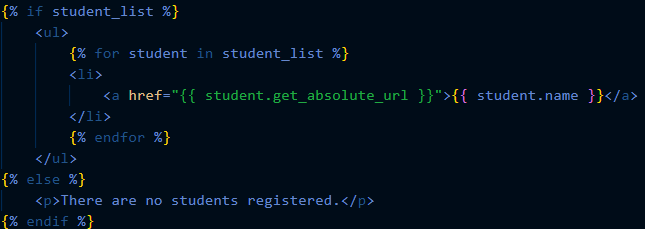 {% if student_list %}
    <ul>
        {% for student in student_list %}
        <li>
            <a href="{{ student.get_absolute_url }}">{{ student.name }}</a>
        </li>
        {% endfor %}
    </ul>
{% else %}
    <p>There are no students registered.</p>
{% endif %}